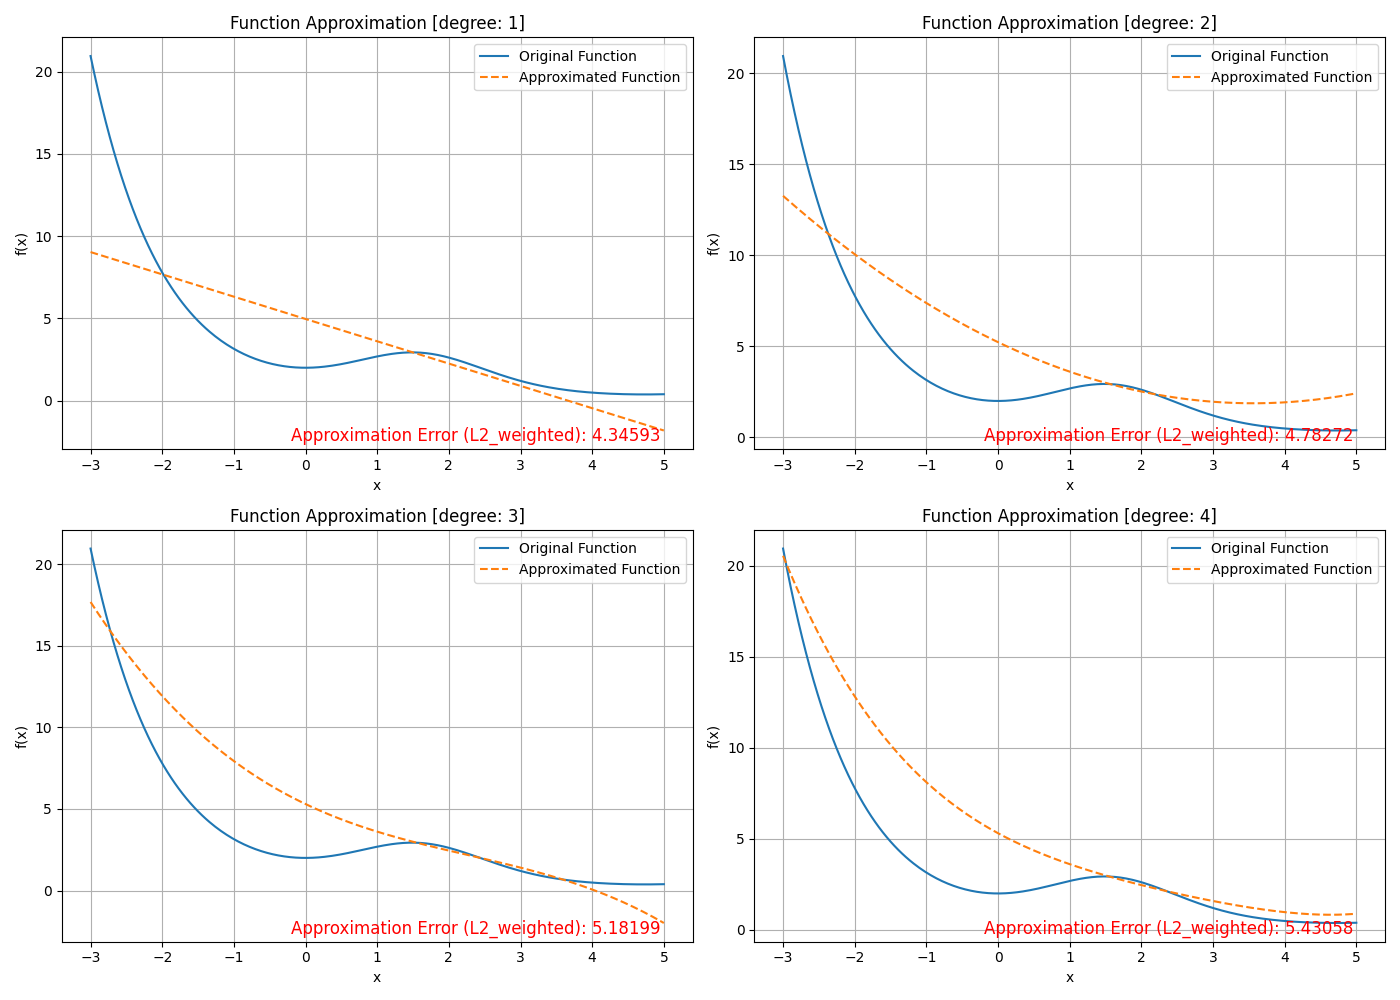 Function Approximation [degree: 1]
Original Function
Approximated Function
20
15
10
5
0
f(x)
Approximation Error (L2_weighted): 4.34593
−3 −2 −1 0 1 2 3 4 5
x
Function Approximation [degree: 2]
Original Function
Approximated Function
20
15
10
5
0
f(x)
Approximation Error (L2_weighted): 4.78272
−3 −2 −1 0 1 2 3 4 5
x
Function Approximation [degree: 3]
Original Function
Approximated Function
20
15
10
5
0
f(x)
Approximation Error (L2_weighted): 5.18199
−3 −2 −1 0 1 2 3 4 5
x
Function Approximation [degree: 4]
Original Function
Approximated Function
20
15
10
5
0
f(x)
Approximation Error (L2_weighted): 5.43058
−3 −2 −1 0 1 2 3 4 5
x